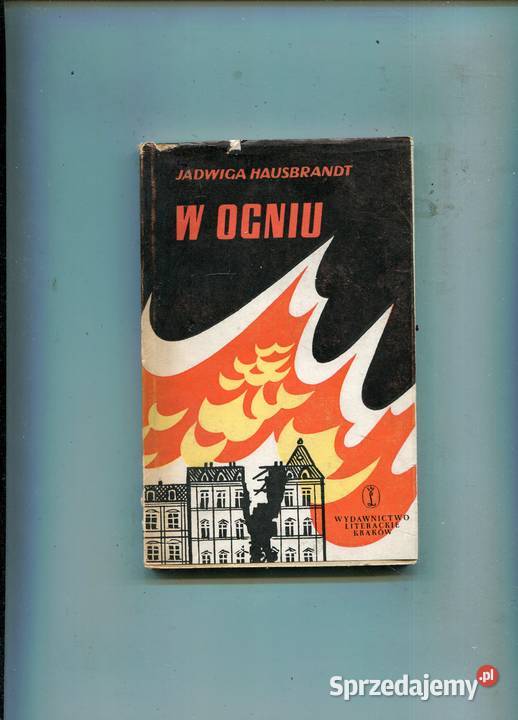 JADWIGA HAUSBRANDT
W OGNIU
WYDAWNICTWO
LITERACKIE
KRAKÓW
Sprzedajemy.pl